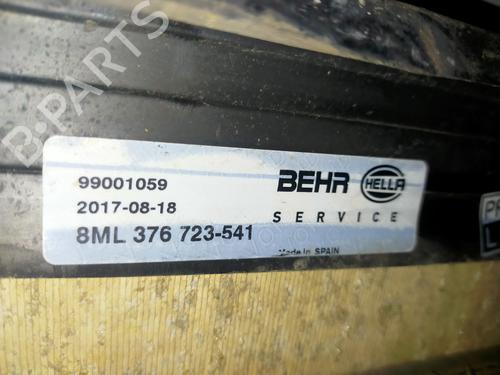 99001059
2017-08-18
8ML 376 723-541
BEHR HELLA
SERVICE
Made in SPAIN
B-PARTS